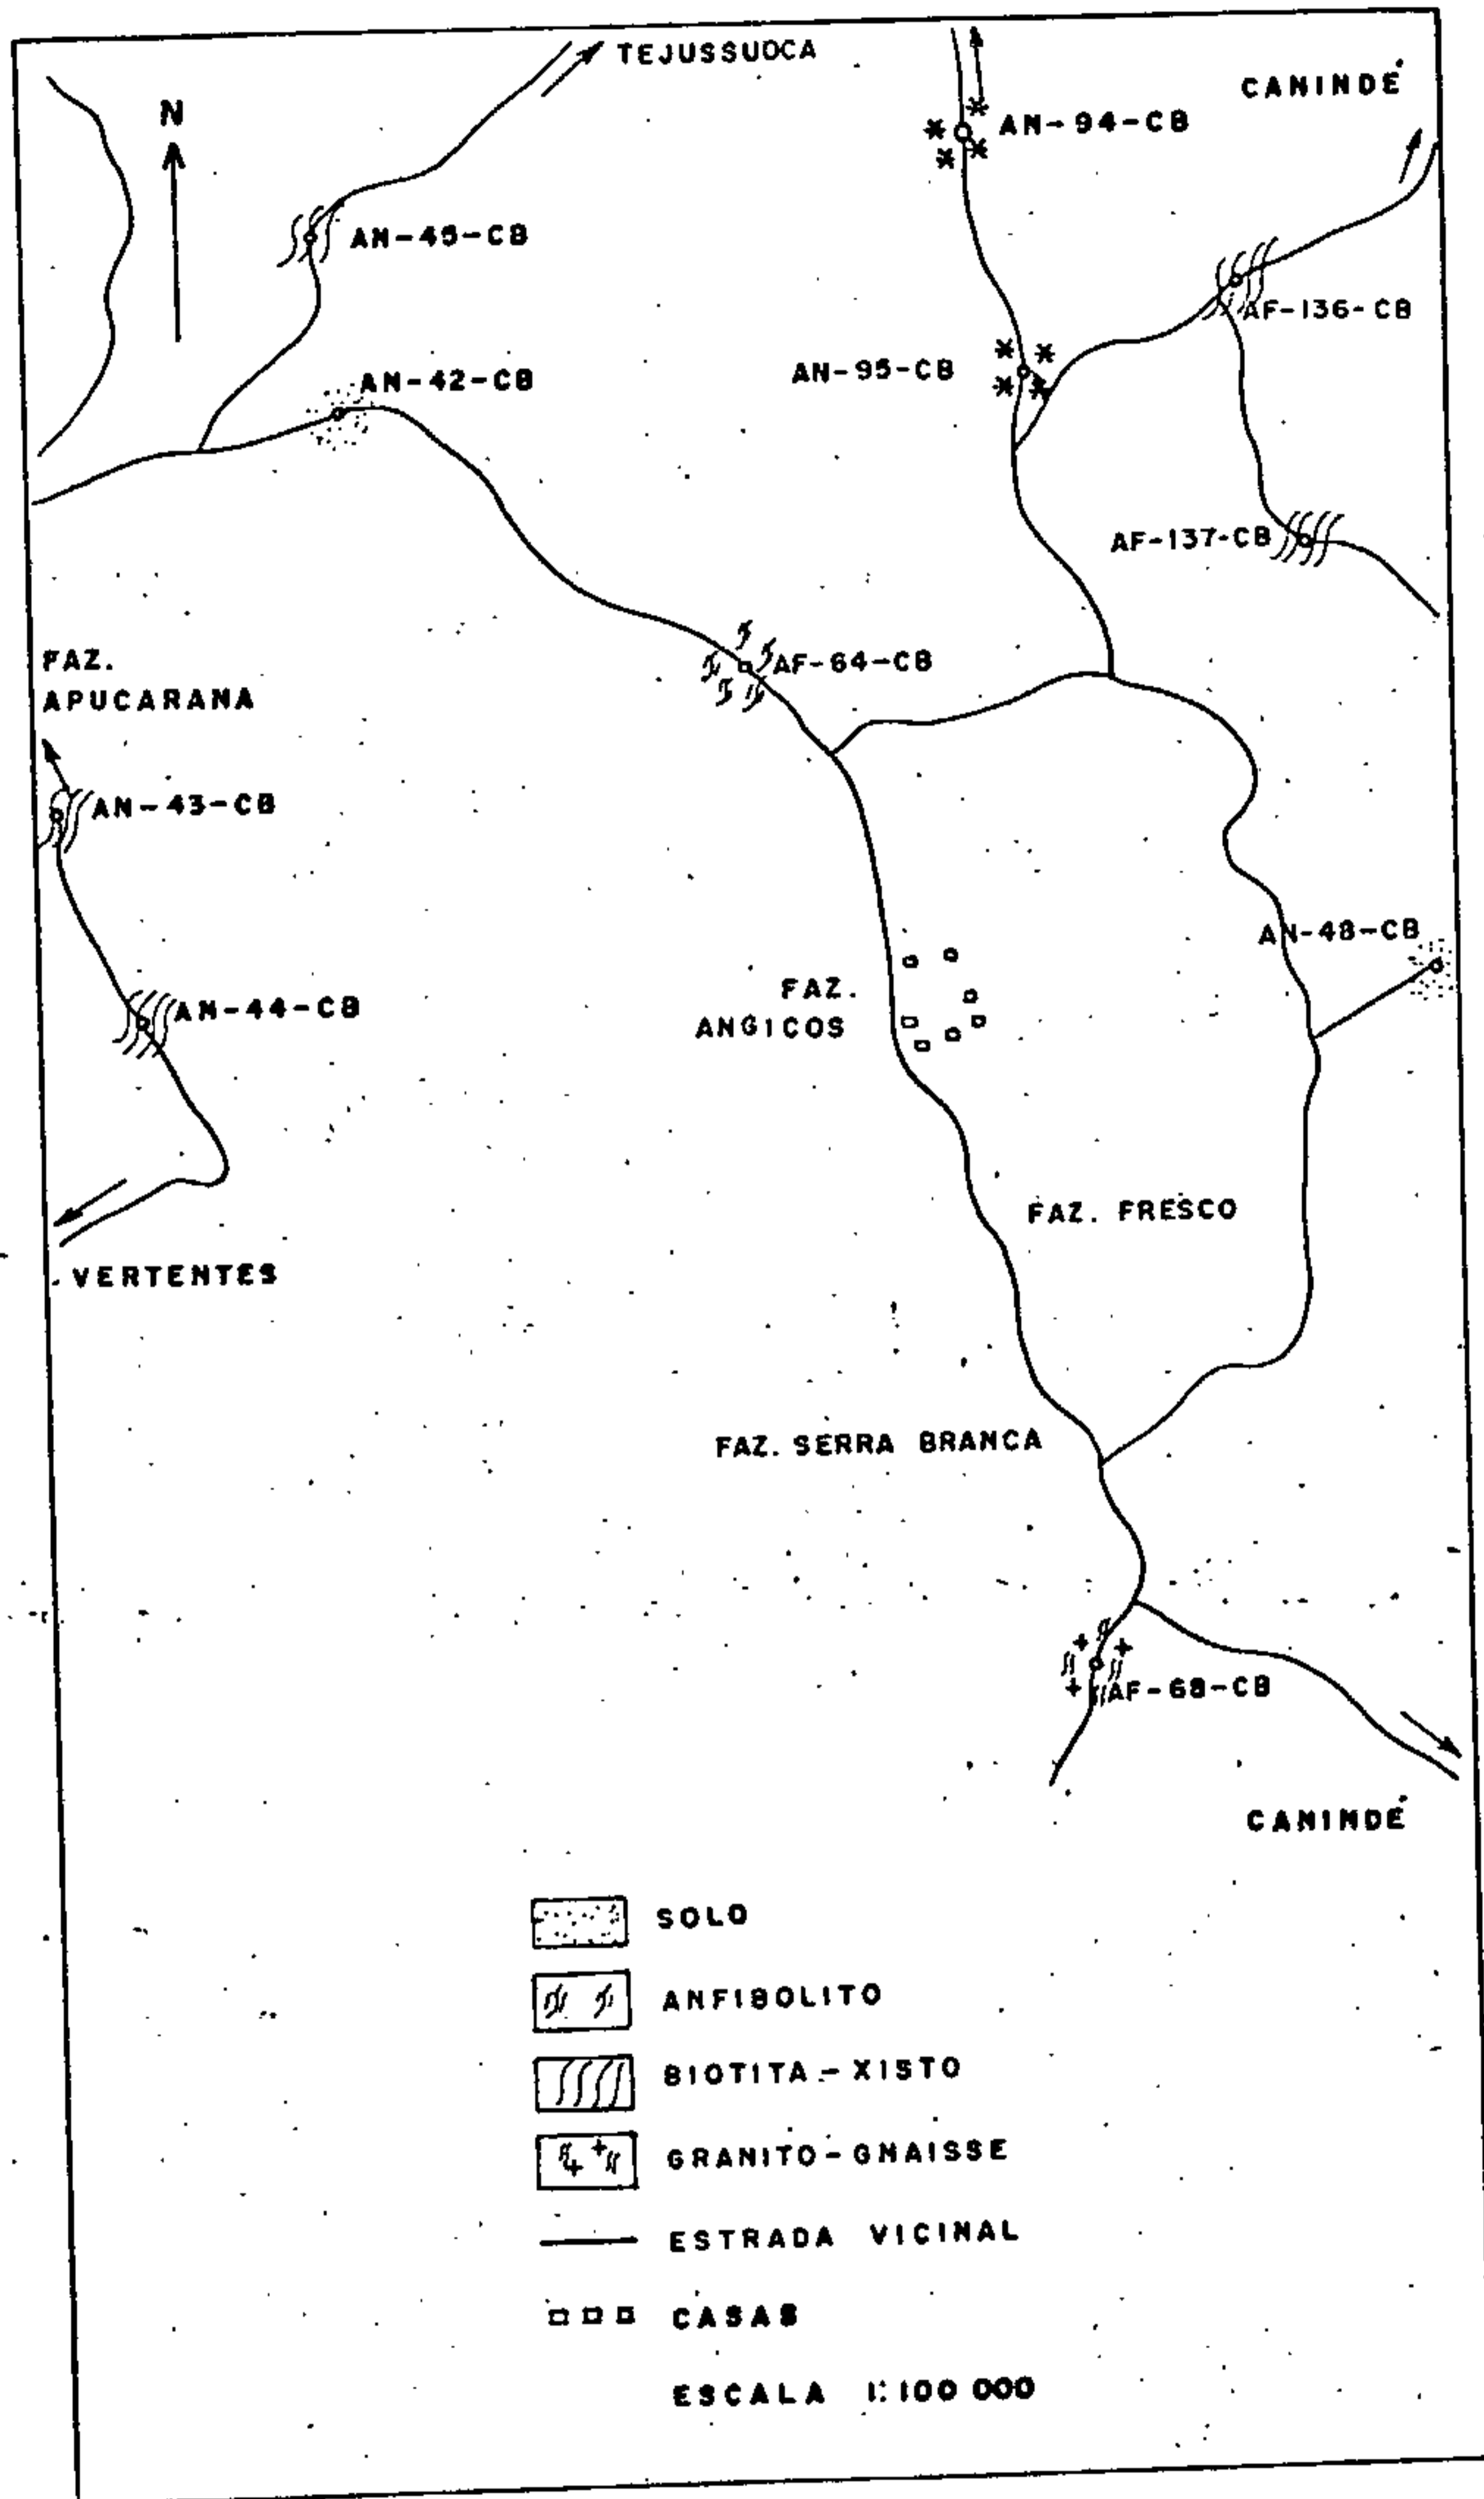 TEJUSSUOCA
CANINDÉ
N
AN-94-CB
AN-45-CB
AF-136-CB
AN-95-CB
AN-42-CB
AF-137-CB
FAZ.
APUCARANA
AF-64-CB
AN-43-CB
AN-48-CB
FAZ.
ANGICOS
AN-44-CB
FAZ. FRESCO
VERTENTES
FAZ. SERRA BRANCA
AF-68-CB
CANINDÉ
SOLO
ANFIBOLITO
BIOTITA-XISTO
GRANITO-GNAISSE
ESTRADA VICINAL
CASAS
ESCALA 1:100 000